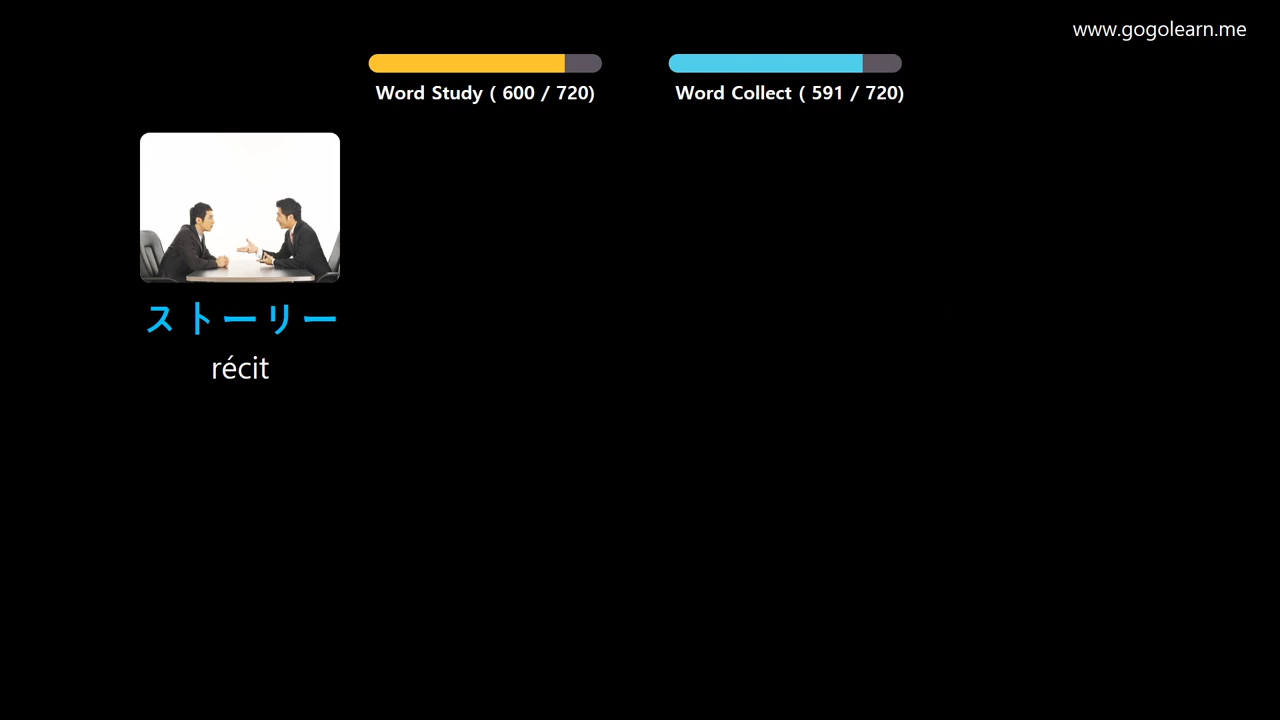 www.gogolearn.me
Word Study ( 600 / 720)
Word Collect ( 591 / 720)
ストーリー
récit